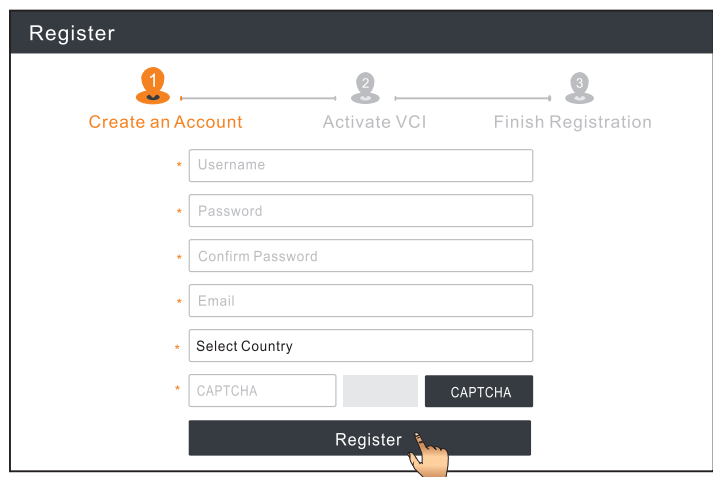 Register
1 2 3
Create an Account Activate VCI Finish Registration
* Username
* Password
* Confirm Password
* Email
* Select Country
* CAPTCHA CAPTCHA
Register